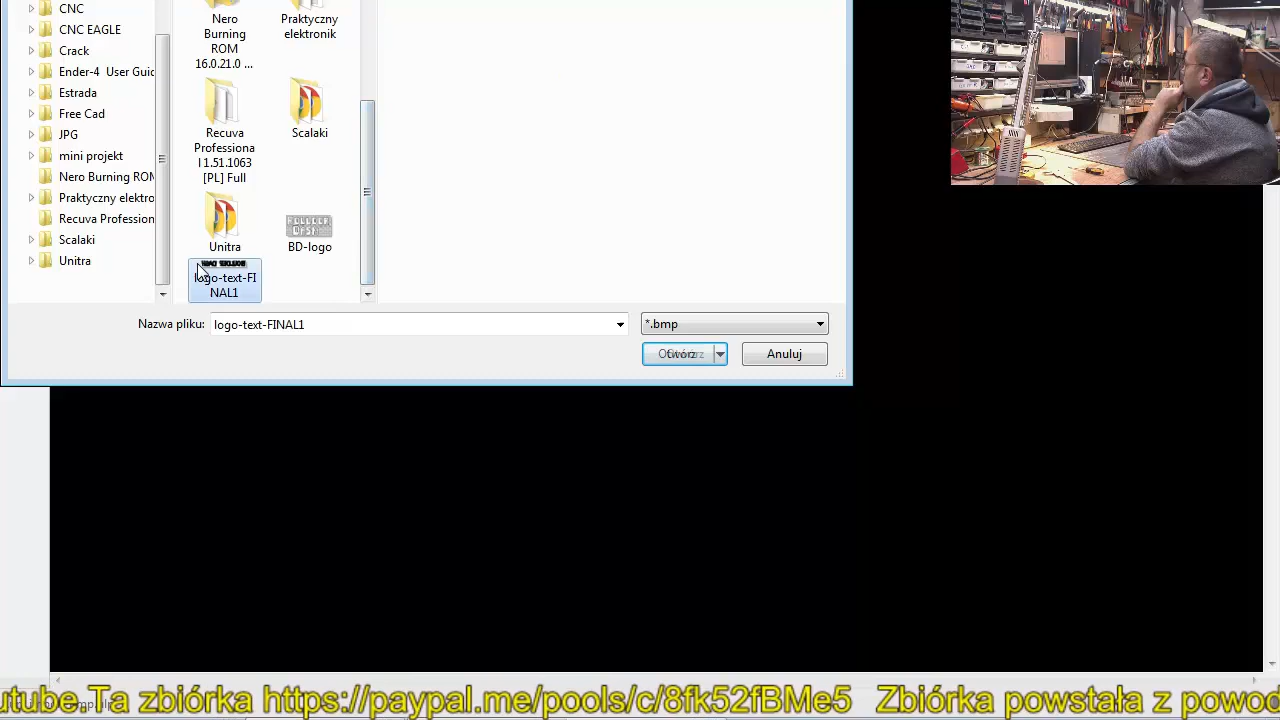 CNC
CNC EAGLE
Crack
Ender-4 User Guid
Estrada
Free Cad
JPG
mini projekt
Nero Burning ROM
Praktyczny elektro
Recuva Profession
Scalaki
Unitra
Nero
Burning
ROM
16.0.21.0 ...
Praktyczny
elektronik
Recuva
Professiona
l 1.51.1063
[PL] Full
Scalaki
Unitra
BD-logo
logo-text-FI
NAL1
Nazwa pliku:
logo-text-FINAL1
*.bmp
Otwórz
Anuluj
utube Ta zbiórka https://paypal.me/pools/c/8fk52fBMe5 Zbiórka powstała z powod